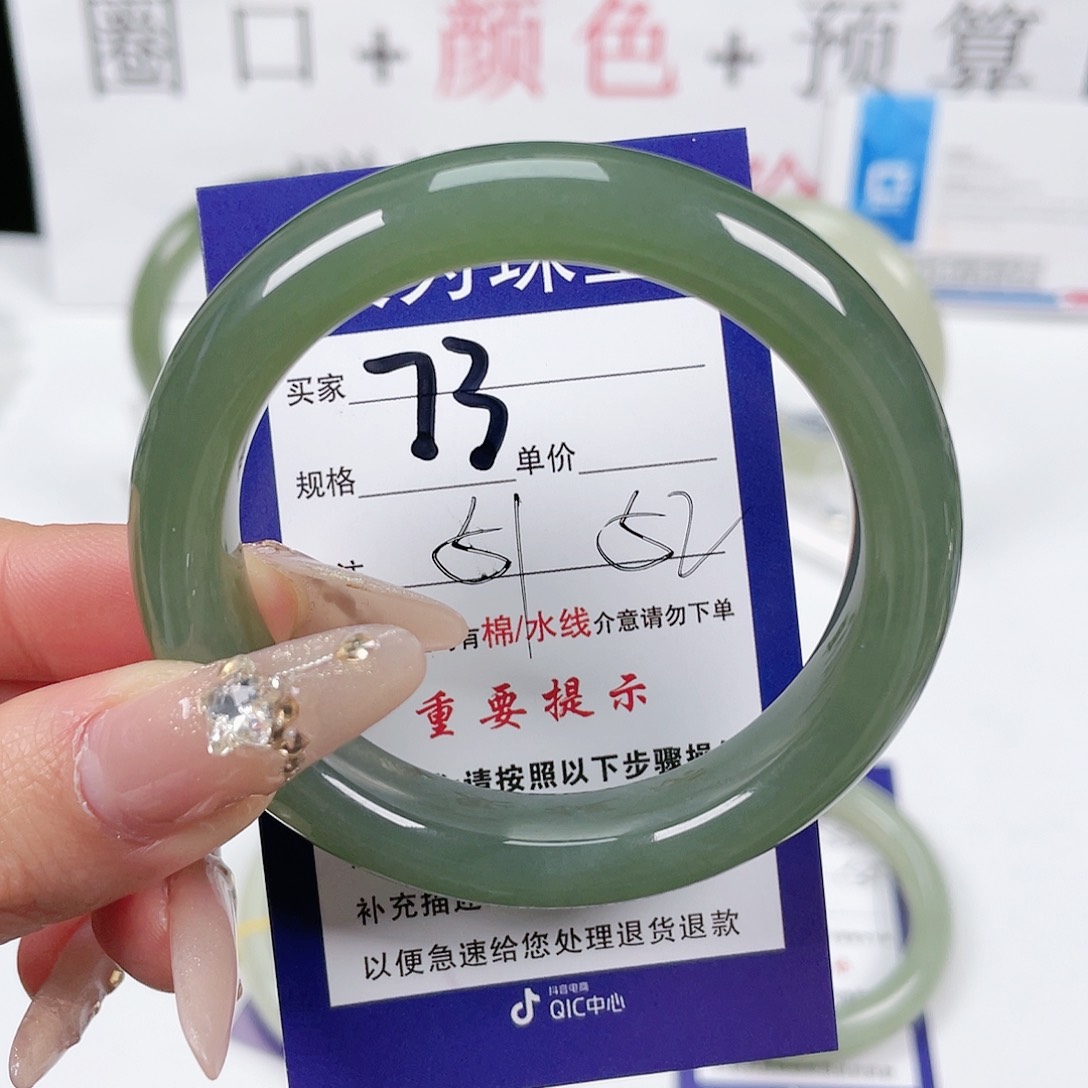 圈口+颜色+预算
买家 73
规格 单价
51 52
有棉/水线介意请勿下单
重要提示
请按照以下步骤操
补充描述
以便急速给您处理退货退款
抖音电商
QIC中心